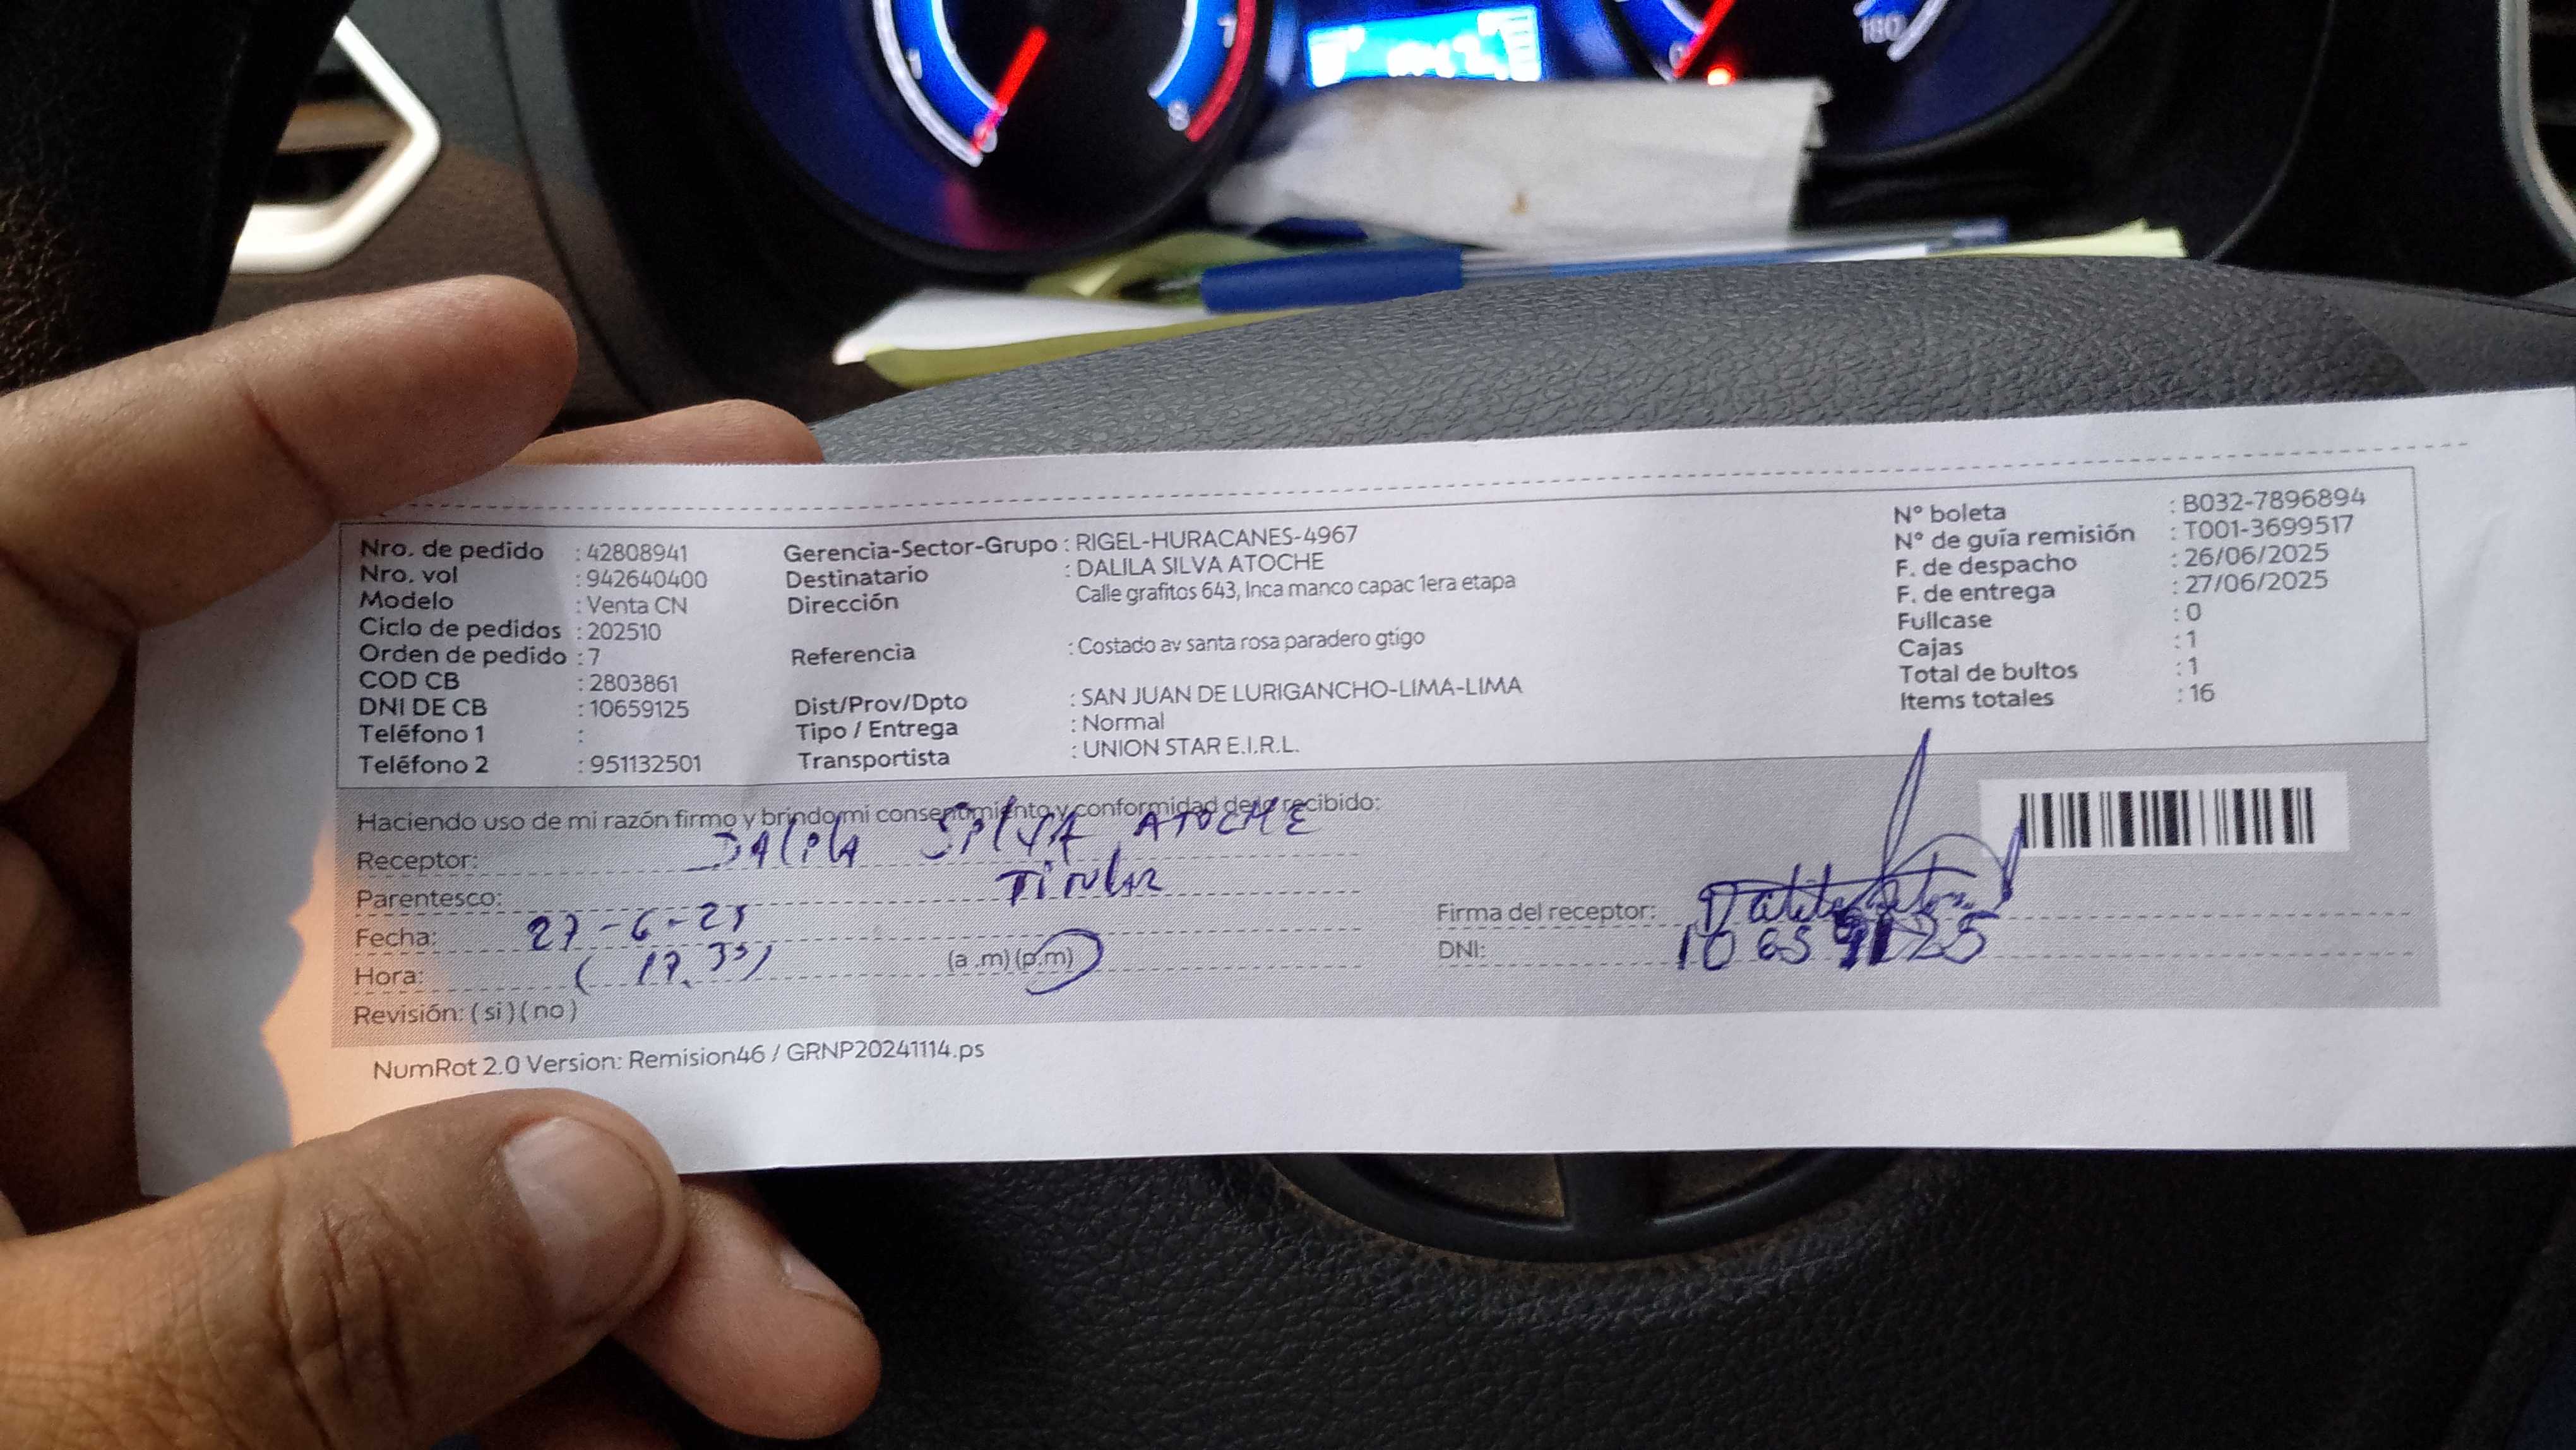 1 7 8 0 180
Nro. de pedido : 42808941
Nro. vol : 942640400
Modelo : Venta CN
Ciclo de pedidos : 202510
Orden de pedido : 7
COD CB : 2803861
DNI DE CB : 10659125
Teléfono 1 :
Teléfono 2 : 951132501
Gerencia-Sector-Grupo : RIGEL-HURACANES-4967
Destinatario : DALILA SILVA ATOCHE
Dirección Calle grafitos 643, Inca manco capac 1era etapa
Referencia : Costado av santa rosa paradero gtigo
Dist/Prov/Dpto : SAN JUAN DE LURIGANCHO-LIMA-LIMA
Tipo / Entrega : Normal
Transportista : UNION STAR E.I.R.L.
N° boleta : B032-7896894
N° de guía remisión : T001-3699517
F. de despacho : 26/06/2025
F. de entrega : 27/06/2025
Fullcase : 0
Cajas : 1
Total de bultos : 1
Items totales : 16
Haciendo uso de mi razón firmo y brindo mi consentimiento y conformidad de lo recibido:
Receptor: DALILA SILVA ATOCHE
Parentesco: TITULAR
Fecha: 27-6-25
Hora: (a .m) (p.m)
Revisión: ( si ) ( no )
Firma del receptor:
DNI: 10659125
NumRot 2.0 Version: Remision46 / GRNP20241114.ps